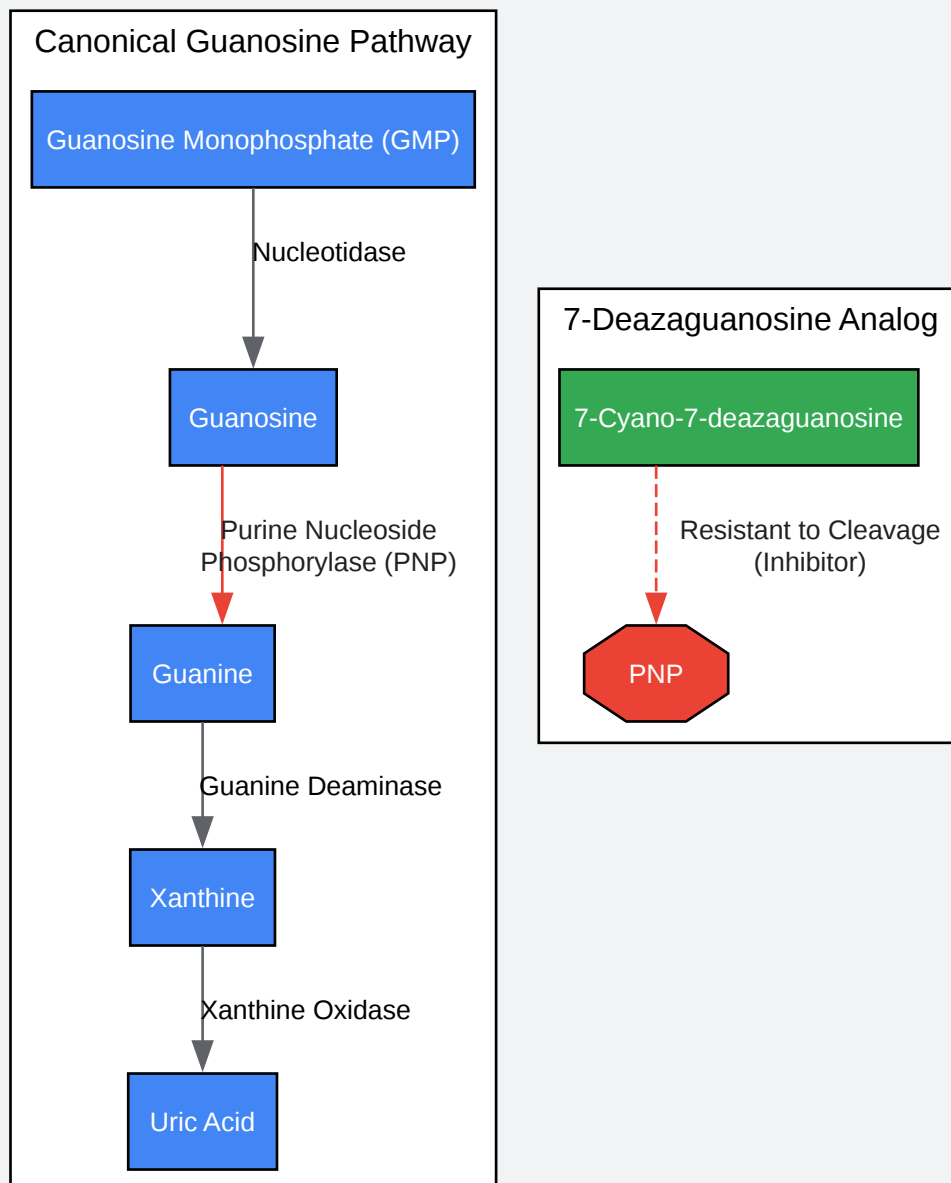 Canonical Guanosine Pathway
Guanosine Monophosphate (GMP)
Nucleotidase
Guanosine
Purine Nucleoside
Phosphorylase (PNP)
Guanine
Guanine Deaminase
Xanthine
Xanthine Oxidase
Uric Acid
7-Deazaguanosine Analog
7-Cyano-7-deazaguanosine
Resistant to Cleavage
(Inhibitor)
PNP